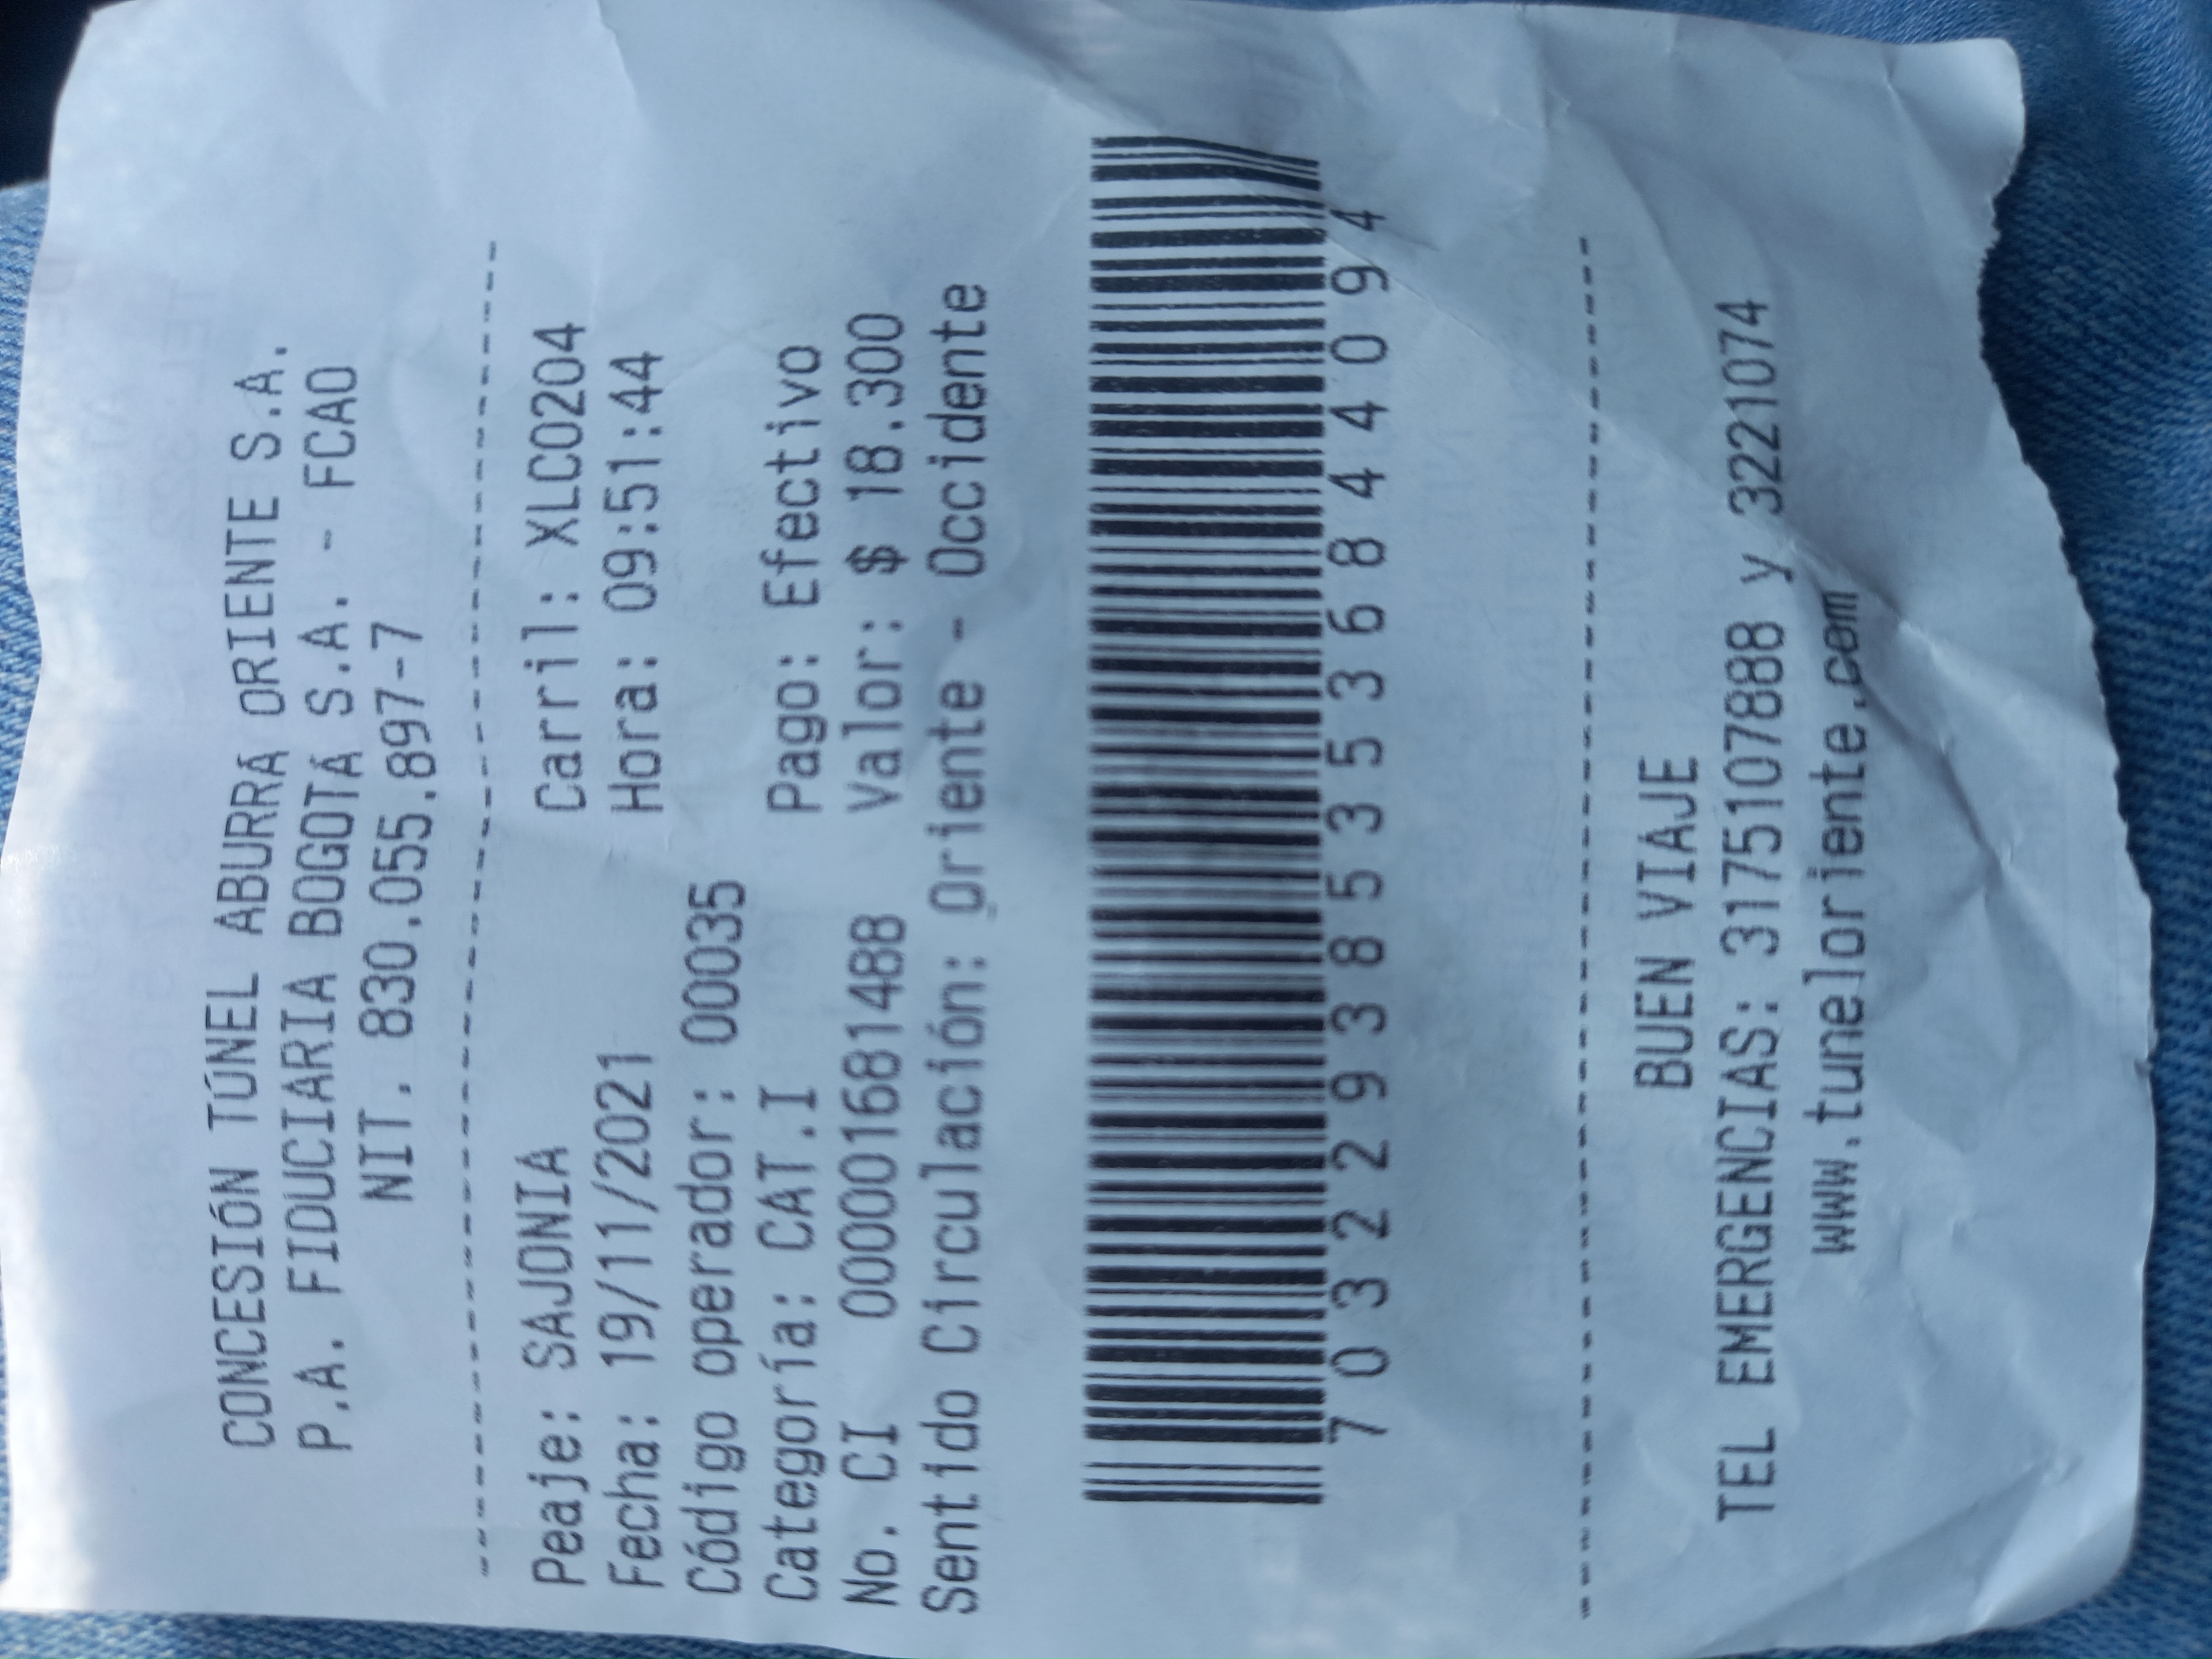 CONCESIÓN TÚNEL ABURRÁ ORIENTE S.A.
P.A. FIDUCIARIA BOGOTÁ S.A. - FCAO
NIT. 830.055.897-7
Peaje: SAJONIA Carril: XLC0204
Fecha: 19/11/2021 Hora: 09:51:44
Código operador: 00035
Categoría: CAT.I Pago: Efectivo
No. CI 000001681488 Valor: $ 18.300
Sentido Circulación: Oriente - Occidente
7032293853536844094
BUEN VIAJE
TEL EMERGENCIAS: 3175107888 y 3221074
www.tuneloriente.com